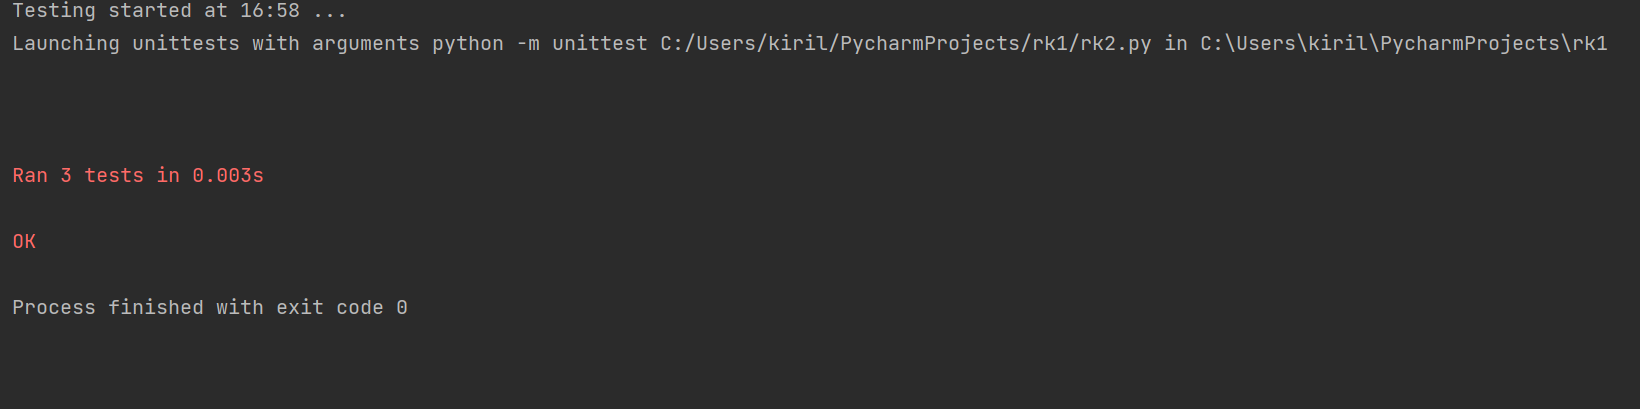 Testing started at 16:58 ...
Launching unittests with arguments python -m unittest C:/Users/kiril/PycharmProjects/rk1/rk2.py in C:\Users\kiril\PycharmProjects\rk1
Ran 3 tests in 0.003s
OK
Process finished with exit code 0